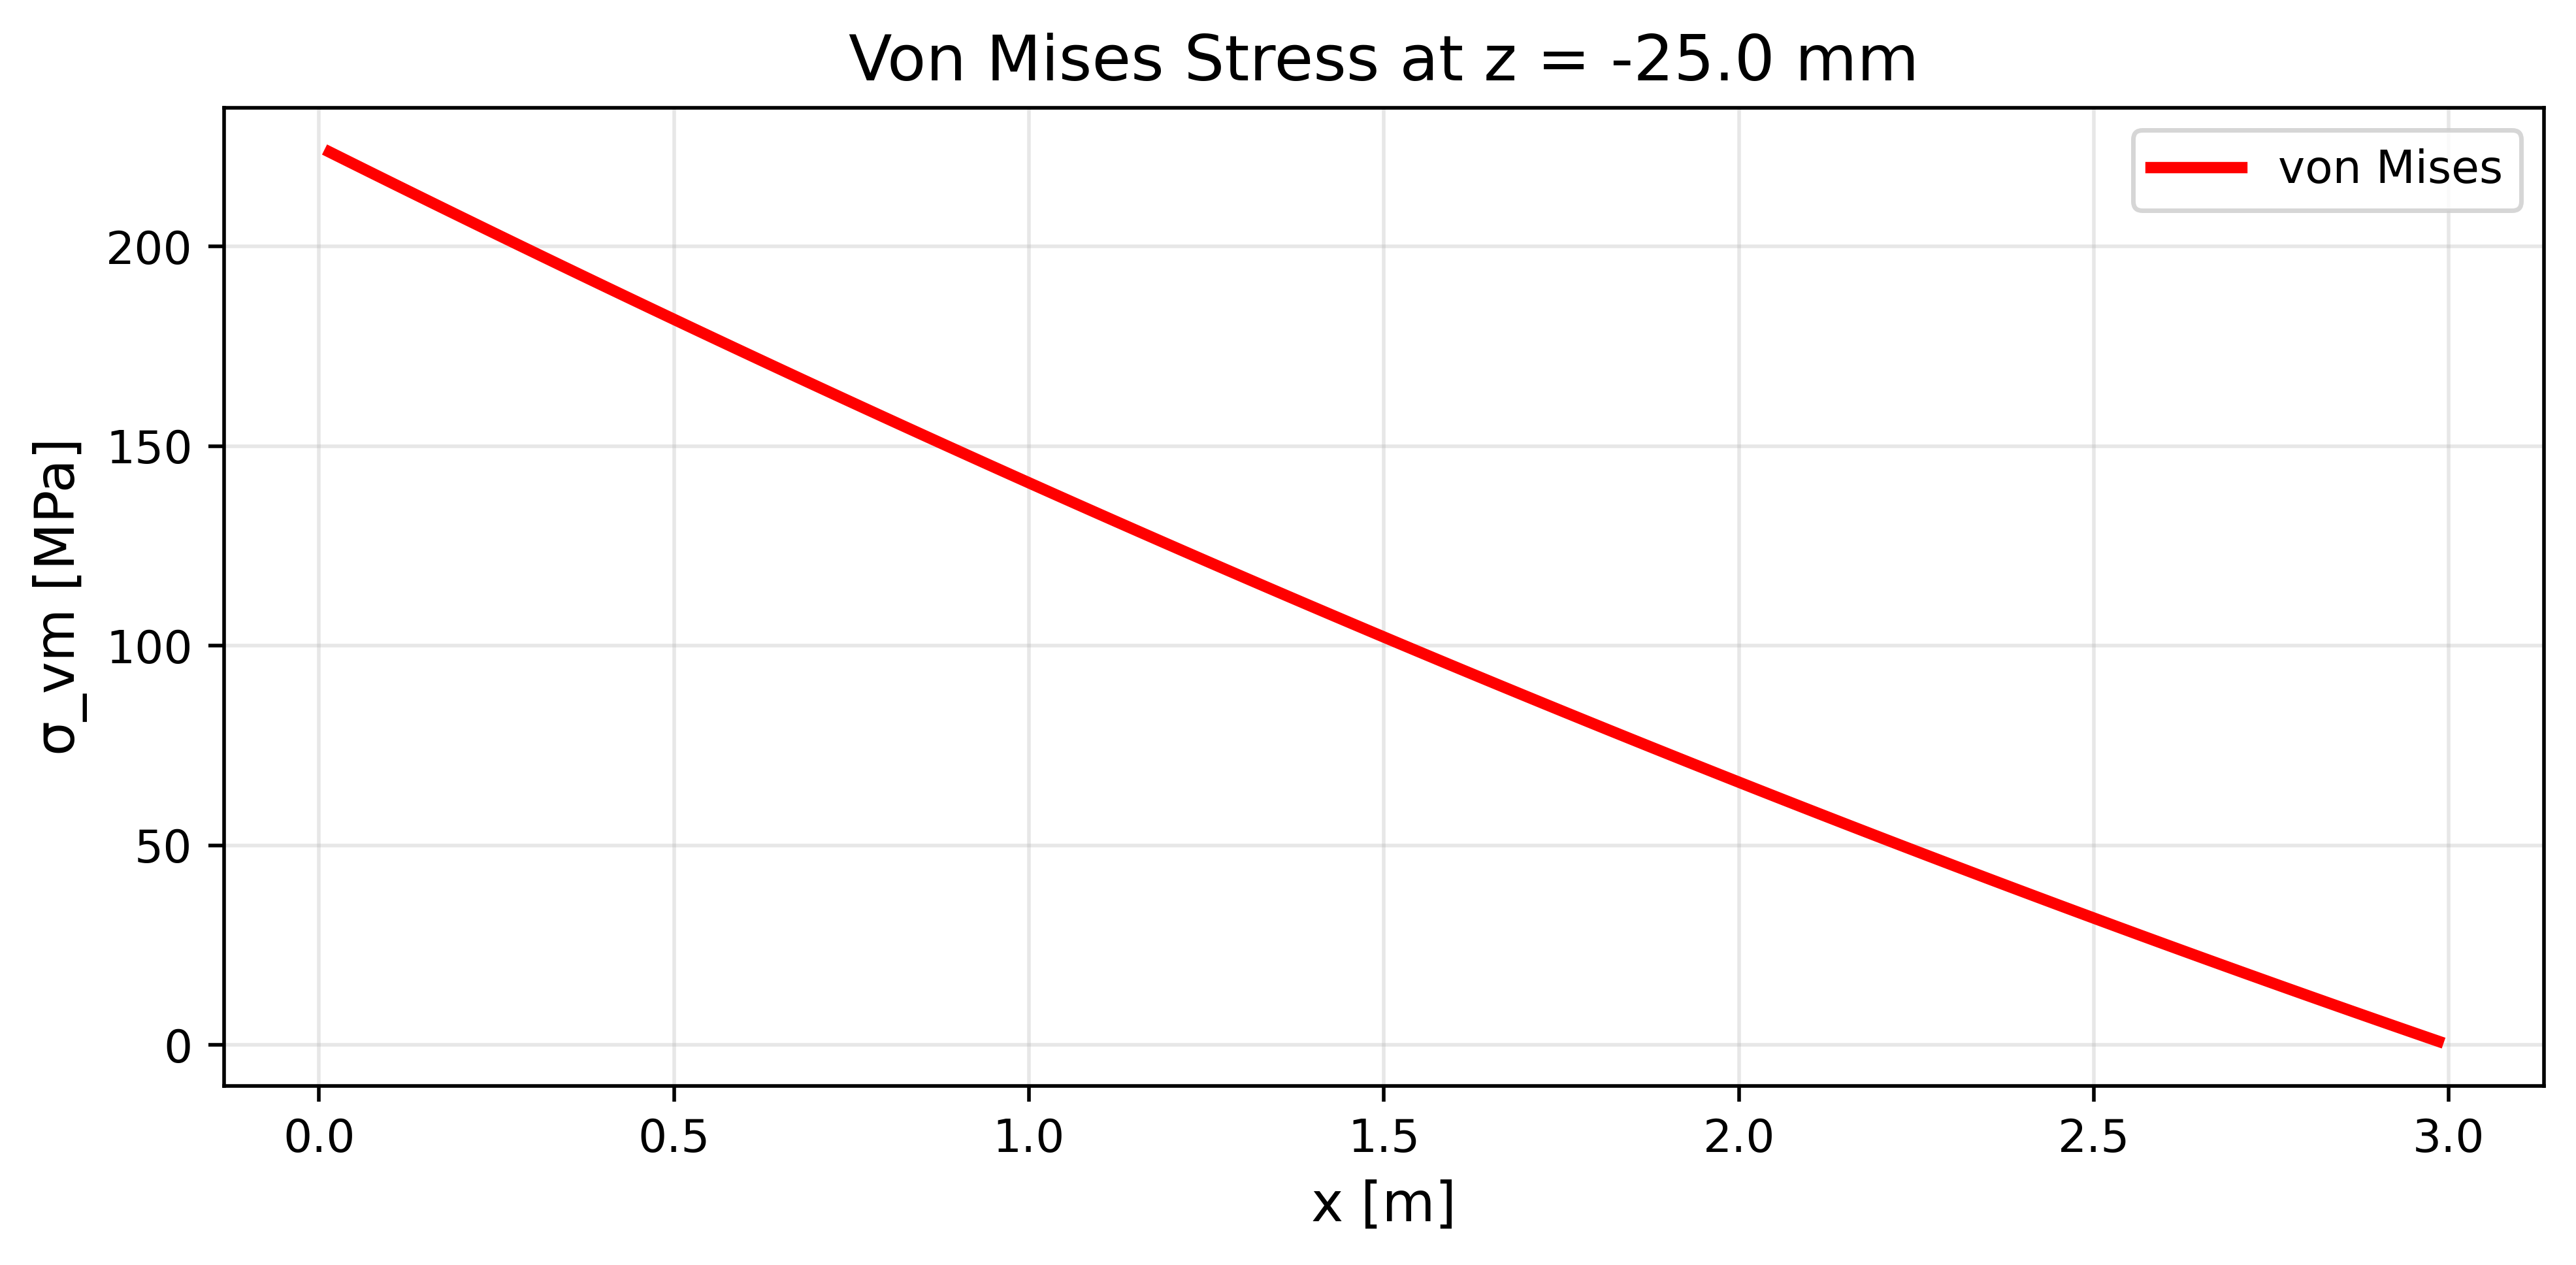 Von Mises Stress at z = -25.0 mm
von Mises
σ_vm [MPa]
200
150
100
50
0
0.0 0.5 1.0 1.5 2.0 2.5 3.0
x [m]